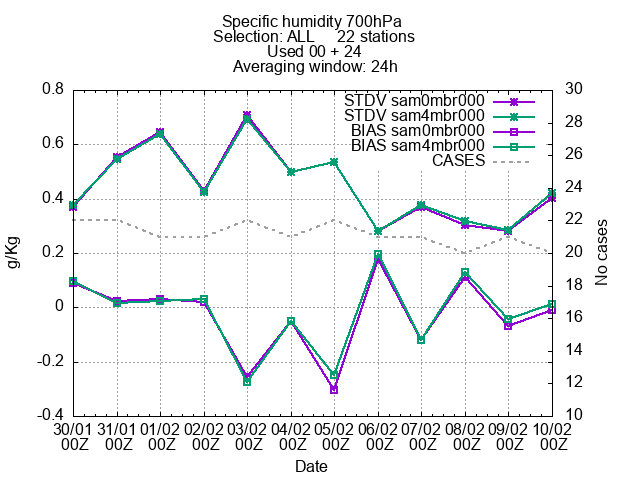 Specific humidity 700hPa
Selection: ALL 22 stations
Used 00 + 24
Averaging window: 24h
STDV sam0mbr000
STDV sam4mbr000
BIAS sam0mbr000
BIAS sam4mbr000
CASES
0.8
0.6
0.4
0.2
0
-0.2
-0.4
g/Kg
30
28
26
24
22
20
18
16
14
12
10
No cases
30/01 31/01 01/02 02/02 03/02 04/02 05/02 06/02 07/02 08/02 09/02 10/02
00Z 00Z 00Z 00Z 00Z 00Z 00Z 00Z 00Z 00Z 00Z 00Z
Date